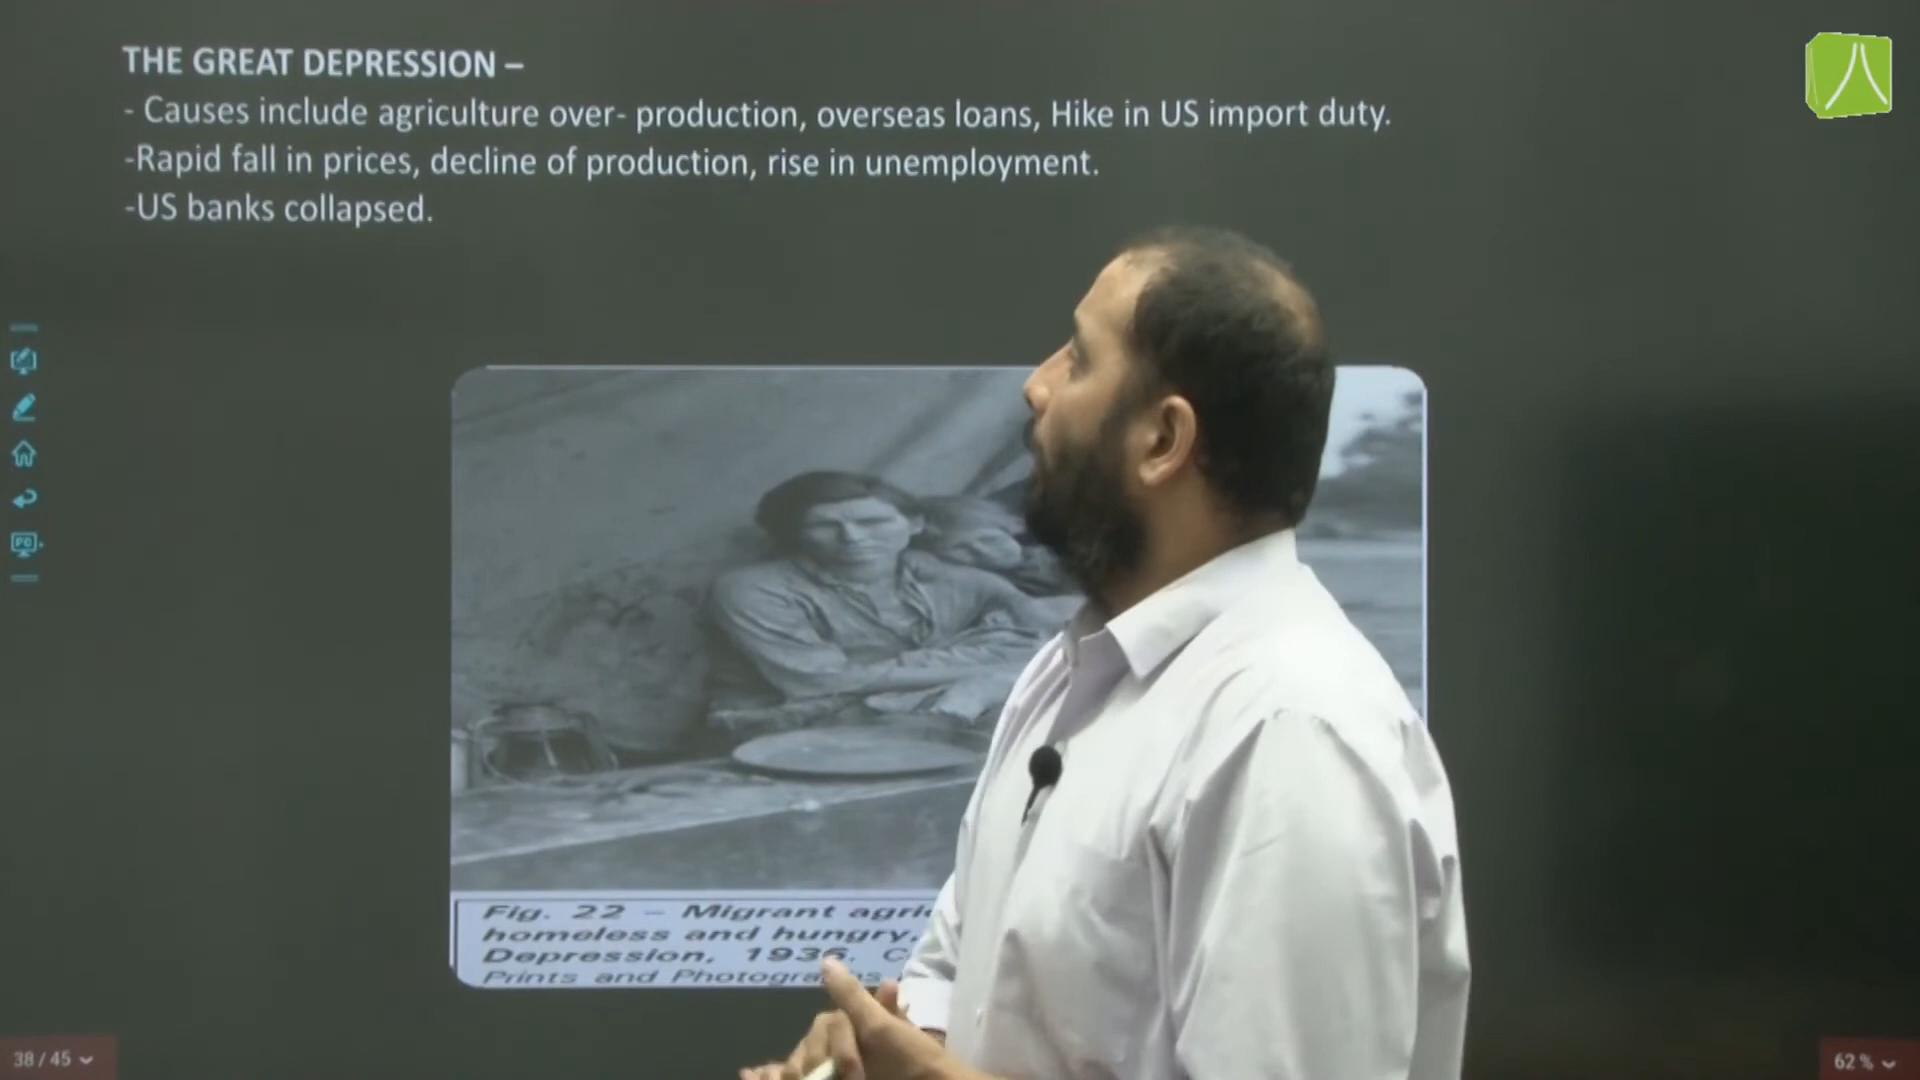 THE GREAT DEPRESSION –
- Causes include agriculture over- production, overseas loans, Hike in US import duty.
-Rapid fall in prices, decline of production, rise in unemployment.
-US banks collapsed.
Fig. 22 – Migrant
homeless and hungry,
Depression, 1936.
Prints and
38 / 45
62 %